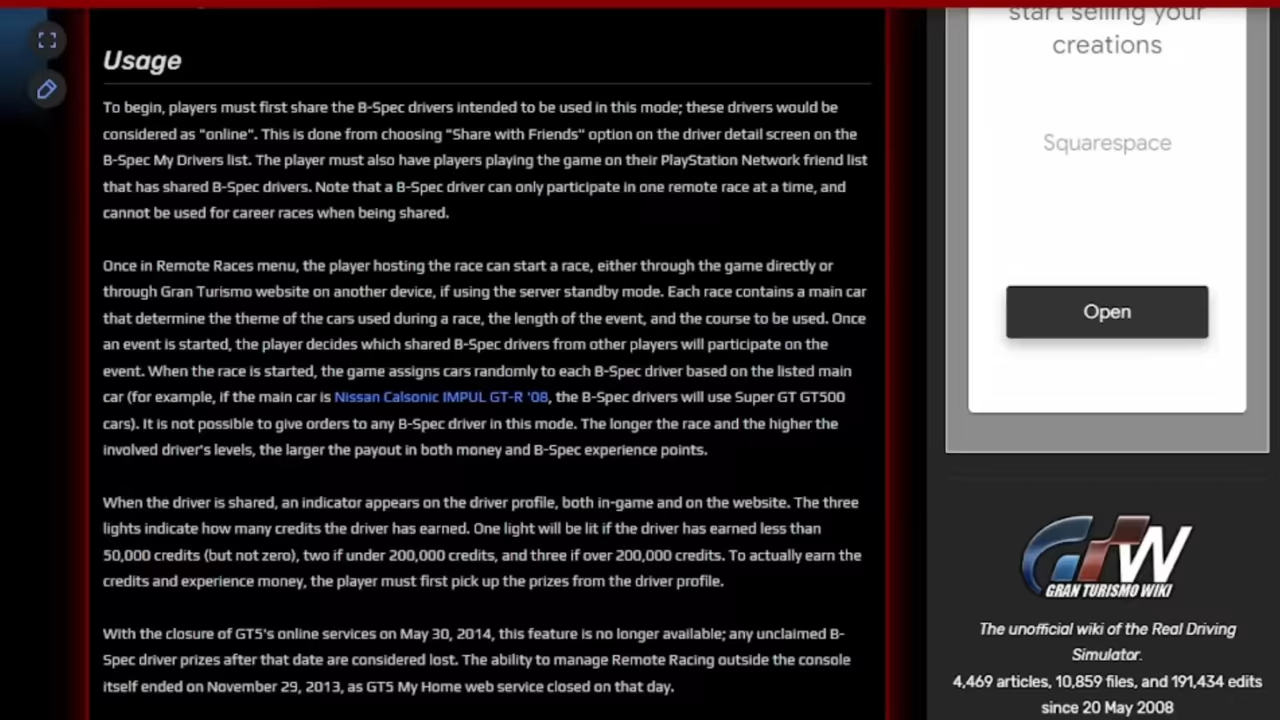 Usage
To begin, players must first share the B-Spec drivers intended to be used in this mode; these drivers would be
considered as "online". This is done from choosing "Share with Friends" option on the driver detail screen on the
B-Spec My Drivers list. The player must also have players playing the game on their PlayStation Network friend list
that has shared B-Spec drivers. Note that a B-Spec driver can only participate in one remote race at a time, and
cannot be used for career races when being shared.
Once in Remote Races menu, the player hosting the race can start a race, either through the game directly or
through Gran Turismo website on another device, if using the server standby mode. Each race contains a main car
that determine the theme of the cars used during a race, the length of the event, and the course to be used. Once
an event is started, the player decides which shared B-Spec drivers from other players will participate on the
event. When the race is started, the game assigns cars randomly to each B-Spec driver based on the listed main
car (for example, if the main car is Nissan Calsonic IMPUL GT-R '08, the B-Spec drivers will use Super GT GT500
cars). It is not possible to give orders to any B-Spec driver in this mode. The longer the race and the higher the
involved driver's levels, the larger the payout in both money and B-Spec experience points.
When the driver is shared, an indicator appears on the driver profile, both in-game and on the website. The three
lights indicate how many credits the driver has earned. One light will be lit if the driver has earned less than
50,000 credits (but not zero), two if under 200,000 credits, and three if over 200,000 credits. To actually earn the
credits and experience money, the player must first pick up the prizes from the driver profile.
With the closure of GT5's online services on May 30, 2014, this feature is no longer available; any unclaimed B-
Spec driver prizes after that date are considered lost. The ability to manage Remote Racing outside the console
itself ended on November 29, 2013, as GT5 My Home web service closed on that day.
start selling your
creations
Squarespace
Open
GTW
GRAN TURISMO WIKI
The unofficial wiki of the Real Driving
Simulator.
4,469 articles, 10,859 files, and 191,434 edits
since 20 May 2008